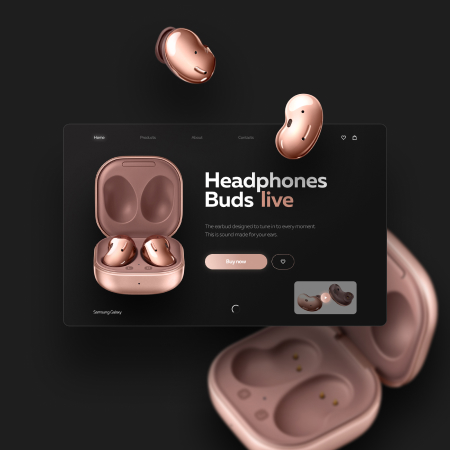 Home
Products
About
Contacts
Headphones
Buds live
The earbud designed to tune in to every moment.
This is sound made for your ears.
Buy now
Samsung Galaxy